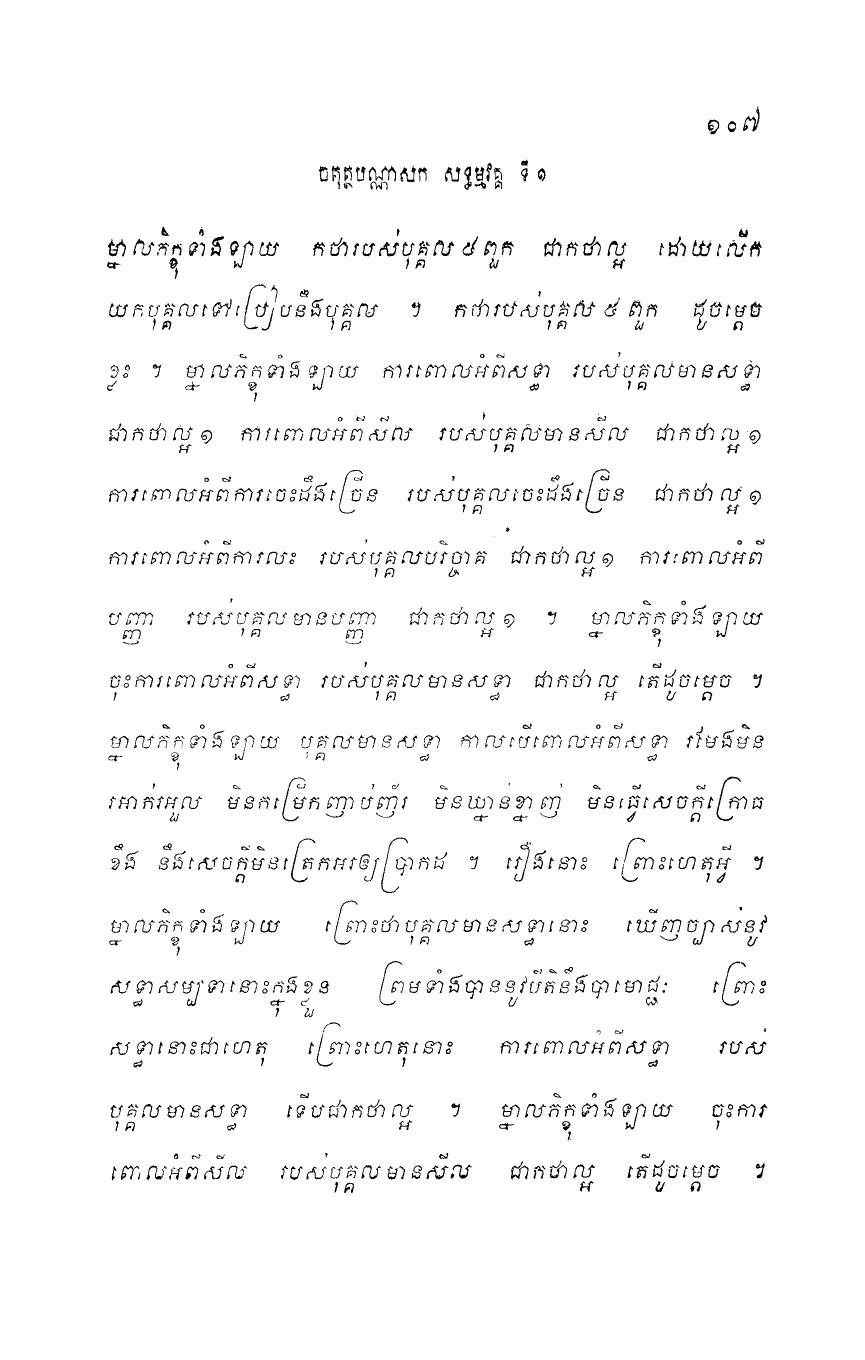 ១០៧
ចតុត្ថបណ្ណាសក សទ្ធម្មវគ្គ ទី ១
ម្នាលភិក្ខុទាំងឡាយ កថារបស់បុគ្គល ៥ ពួក ជាកថាល្អ ដោយលើក
យកបុគ្គលទៅប្រៀបនឹងបុគ្គល ។ កថារបស់បុគ្គល ៥ ពួក ដូចម្តេច
ខ្លះ ។ ម្នាលភិក្ខុទាំងឡាយ ការពោលអំពីសទ្ធា របស់បុគ្គលមានសទ្ធា
ជាកថាល្អ ១ ការពោលអំពីសីល របស់បុគ្គលមានសីល ជាកថាល្អ ១
ការពោលអំពីការចេះដឹងច្រើន របស់បុគ្គលចេះដឹងច្រើន ជាកថាល្អ ១
ការពោលអំពីការលះ របស់បុគ្គលបរិច្ចាគ ជាកថាល្អ ១ ការពោលអំពី
បញ្ញា របស់បុគ្គលមានបញ្ញា ជាកថាល្អ ១ ។ ម្នាលភិក្ខុទាំងឡាយ
ចុះការពោលអំពីសទ្ធា របស់បុគ្គលមានសទ្ធា ជាកថាល្អ តើដូចម្តេច ។
ម្នាលភិក្ខុទាំងឡាយ បុគ្គលមានសទ្ធា កាលបើពោលអំពីសទ្ធា រមែងមិន
រអាក់រអួល មិនកម្រើកញាប់ញ័រ មិនឃ្នាន់ខ្នាញ់ មិនធ្វើសេចក្តីក្រោធ
ខឹង នឹងសេចក្តីមិនត្រេកអរឲ្យប្រាកដ ។ រឿងនោះ ព្រោះហេតុអ្វី ។
ម្នាលភិក្ខុទាំងឡាយ ព្រោះថាបុគ្គលមានសទ្ធានោះ ឃើញច្បាស់នូវ
សទ្ធាសម្បទានោះក្នុងខ្លួន ព្រមទាំងបាននូវបីតិនឹងបាមោជ្ជៈ ព្រោះ
សទ្ធានោះជាហេតុ ព្រោះហេតុនោះ ការពោលអំពីសទ្ធា របស់
បុគ្គលមានសទ្ធា ទើបជាកថាល្អ ។ ម្នាលភិក្ខុទាំងឡាយ ចុះការ
ពោលអំពីសីល របស់បុគ្គលមានសីល ជាកថាល្អ តើដូចម្តេច ។